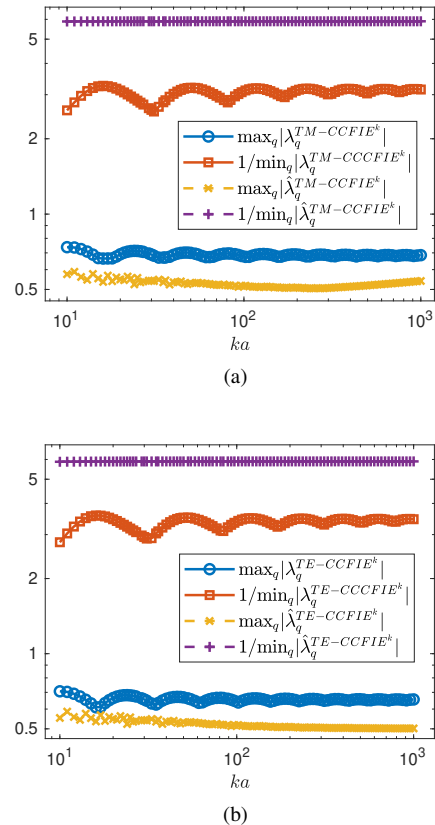 5
2
1
0.5
max_q|λ_q^{TM−CCFIE^k}|
1/min_q|λ_q^{TM−CCCFIE^k}|
max_q|λ̂_q^{TM−CCFIE^k}|
1/min_q|λ̂_q^{TM−CCFIE^k}|
10^1 10^2 10^3
ka
(a)
5
2
1
0.5
max_q|λ_q^{TE−CCFIE^k}|
1/min_q|λ_q^{TE−CCCFIE^k}|
max_q|λ̂_q^{TE−CCFIE^k}|
1/min_q|λ̂_q^{TE−CCFIE^k}|
10^1 10^2 10^3
ka
(b)